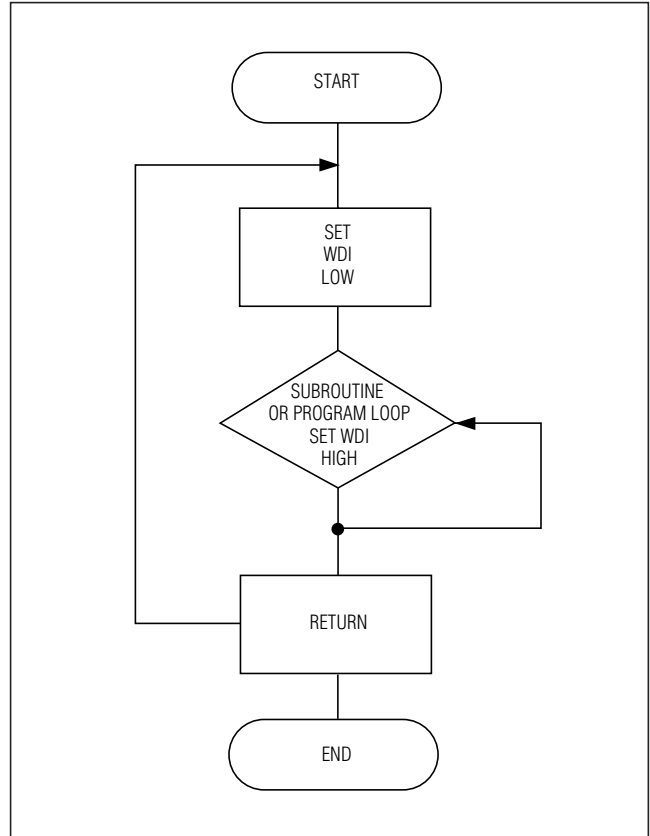 START
SET
WDI
LOW
SUBROUTINE
OR PROGRAM LOOP
SET WDI
HIGH
RETURN
END